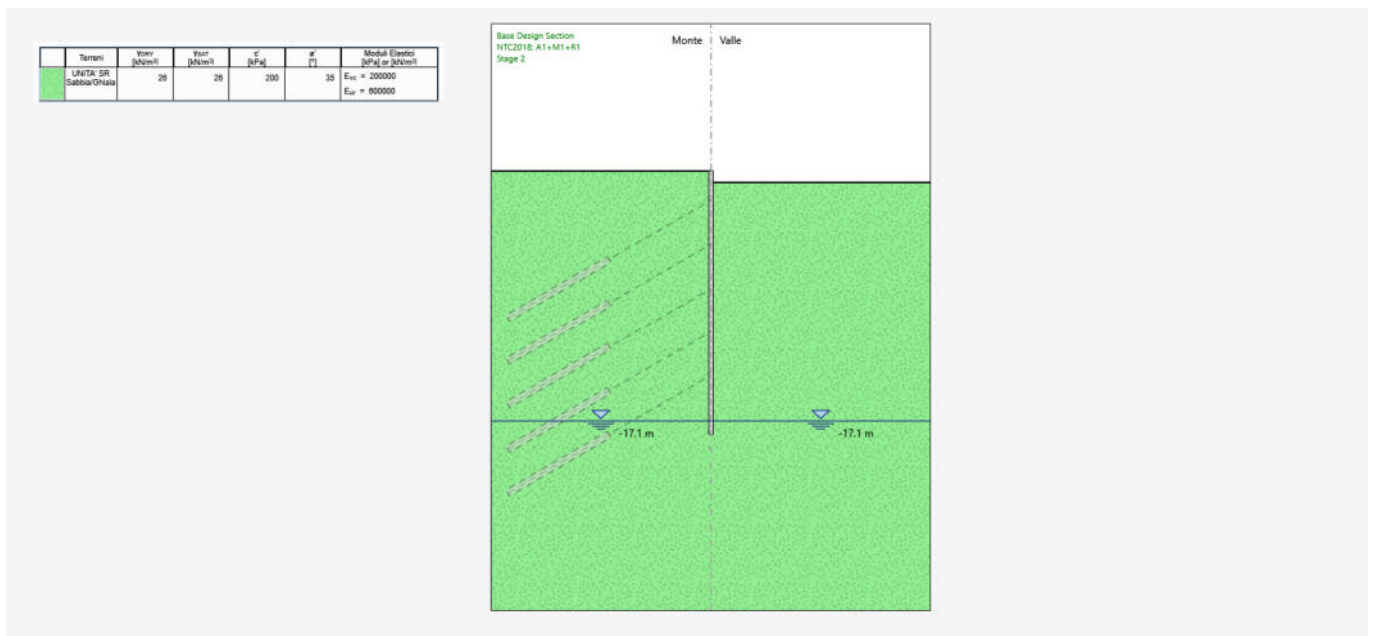 Terreni γDRY γSAT c' ø' Moduli Elastici
[kN/m³] [kN/m³] [kPa] [°] [kPa] or [kN/m³]
UNITA' SR
Sabbia/Ghiaia
26 26 200 35
Evc = 200000
Eur = 600000
Base Design Section
NTC2018: A1+M1+R1
Stage 2
Monte Valle
-17.1 m -17.1 m